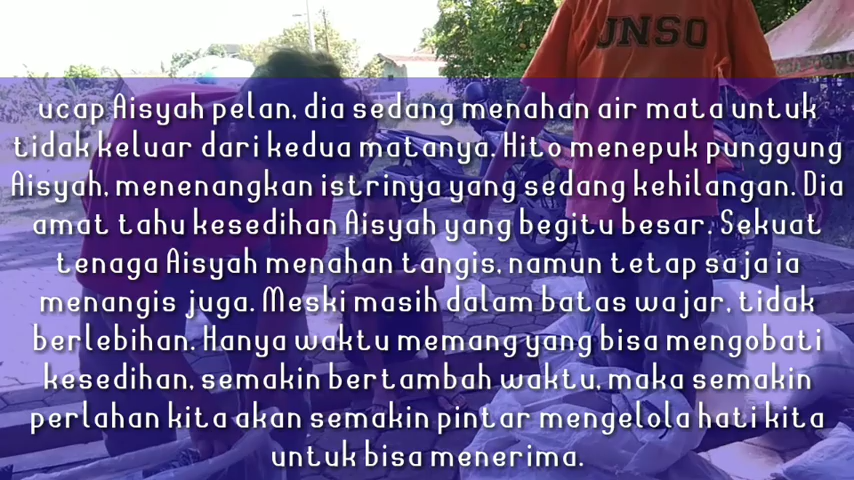 UNSO
ucap Aisyah pelan, dia sedang menahan air mata untuk
tidak keluar dari kedua matanya. Hito menepuk punggung
Aisyah, menenangkan istrinya yang sedang kehilangan. Dia
amat tahu kesedihan Aisyah yang begitu besar. Sekuat
tenaga Aisyah menahan tangis, namun tetap saja ia
menangis juga. Meski masih dalam batas wajar, tidak
berlebihan. Hanya waktu memang yang bisa mengobati
kesedihan, semakin bertambah waktu, maka semakin
perlahan kita akan semakin pintar mengelola hati kita
untuk bisa menerima.